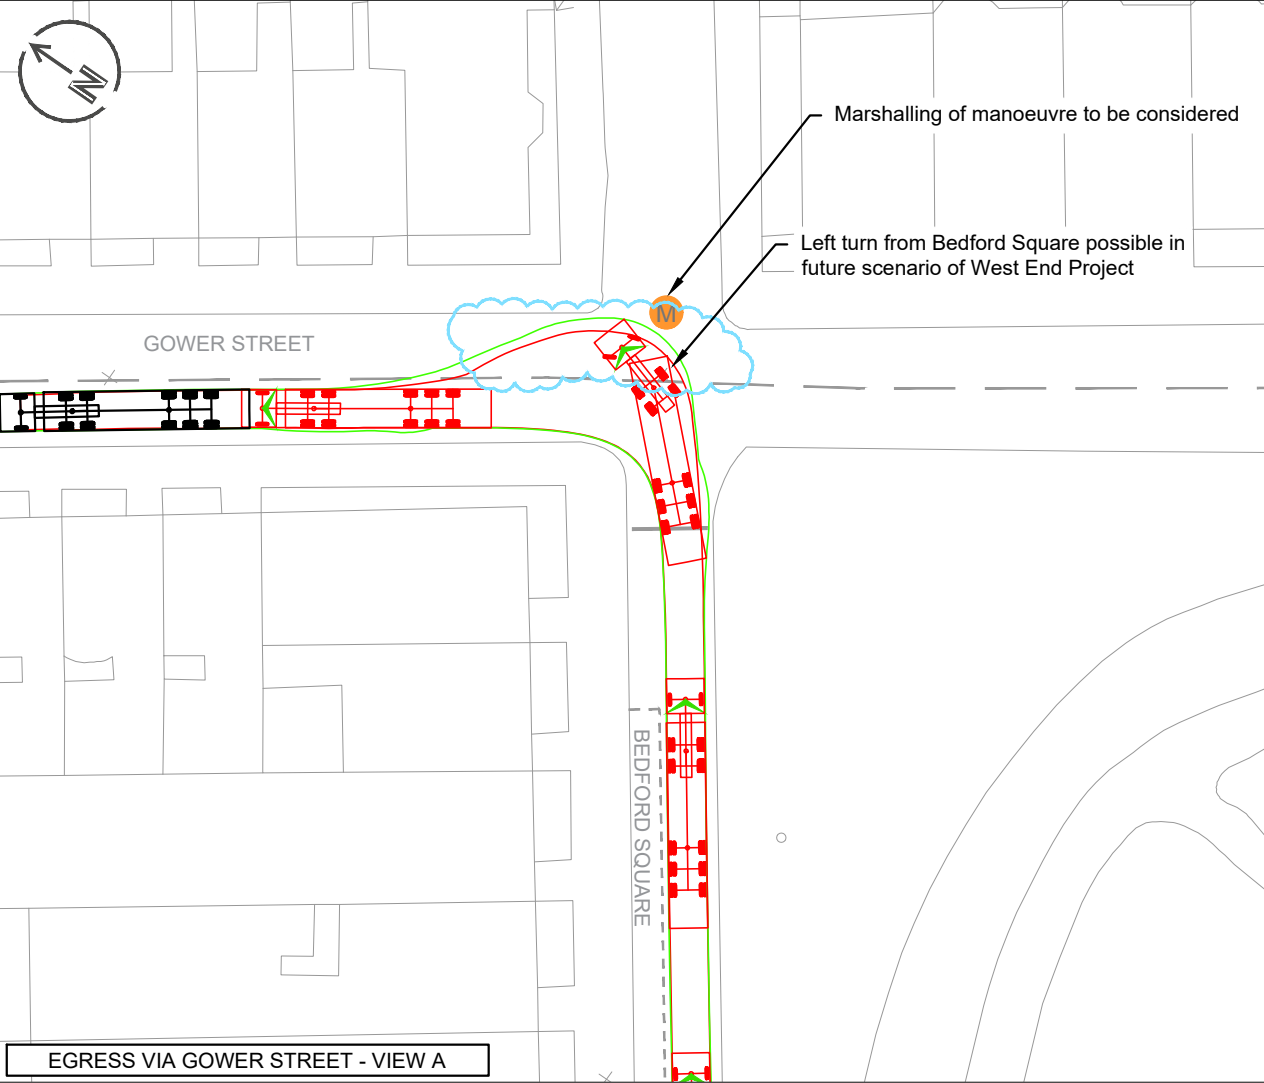 N
Marshalling of manoeuvre to be considered
Left turn from Bedford Square possible in
future scenario of West End Project
M
GOWER STREET
BEDFORD SQUARE
EGRESS VIA GOWER STREET - VIEW A